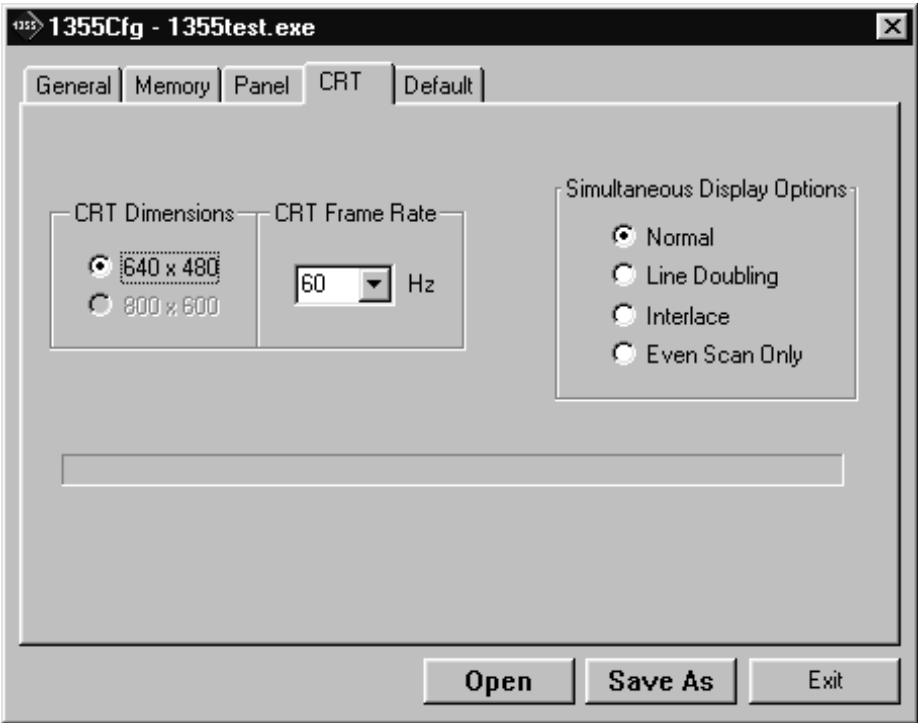 1355 1355Cfg - 1355test.exe
General Memory Panel CRT Default
CRT Dimensions CRT Frame Rate
640 x 480
800 x 600
60 Hz
Simultaneous Display Options
Normal
Line Doubling
Interlace
Even Scan Only
Open Save As Exit